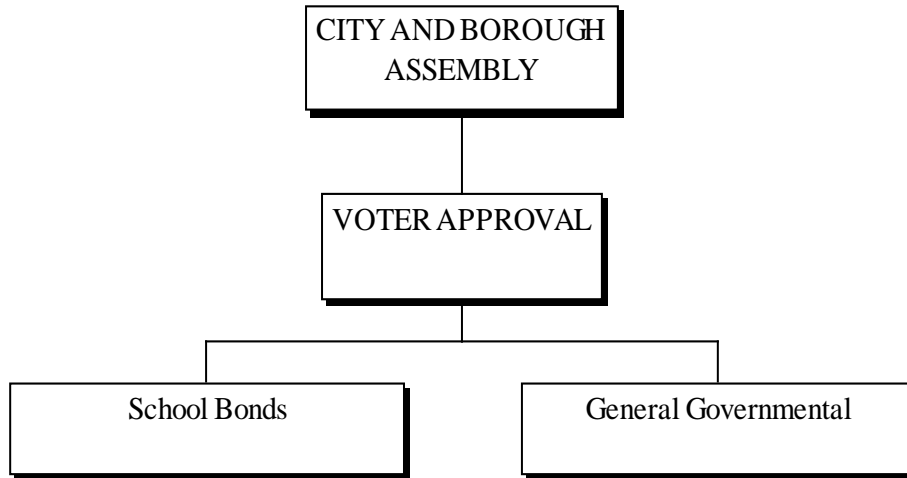 CITY AND BOROUGH
ASSEMBLY
VOTER APPROVAL
School Bonds
General Governmental